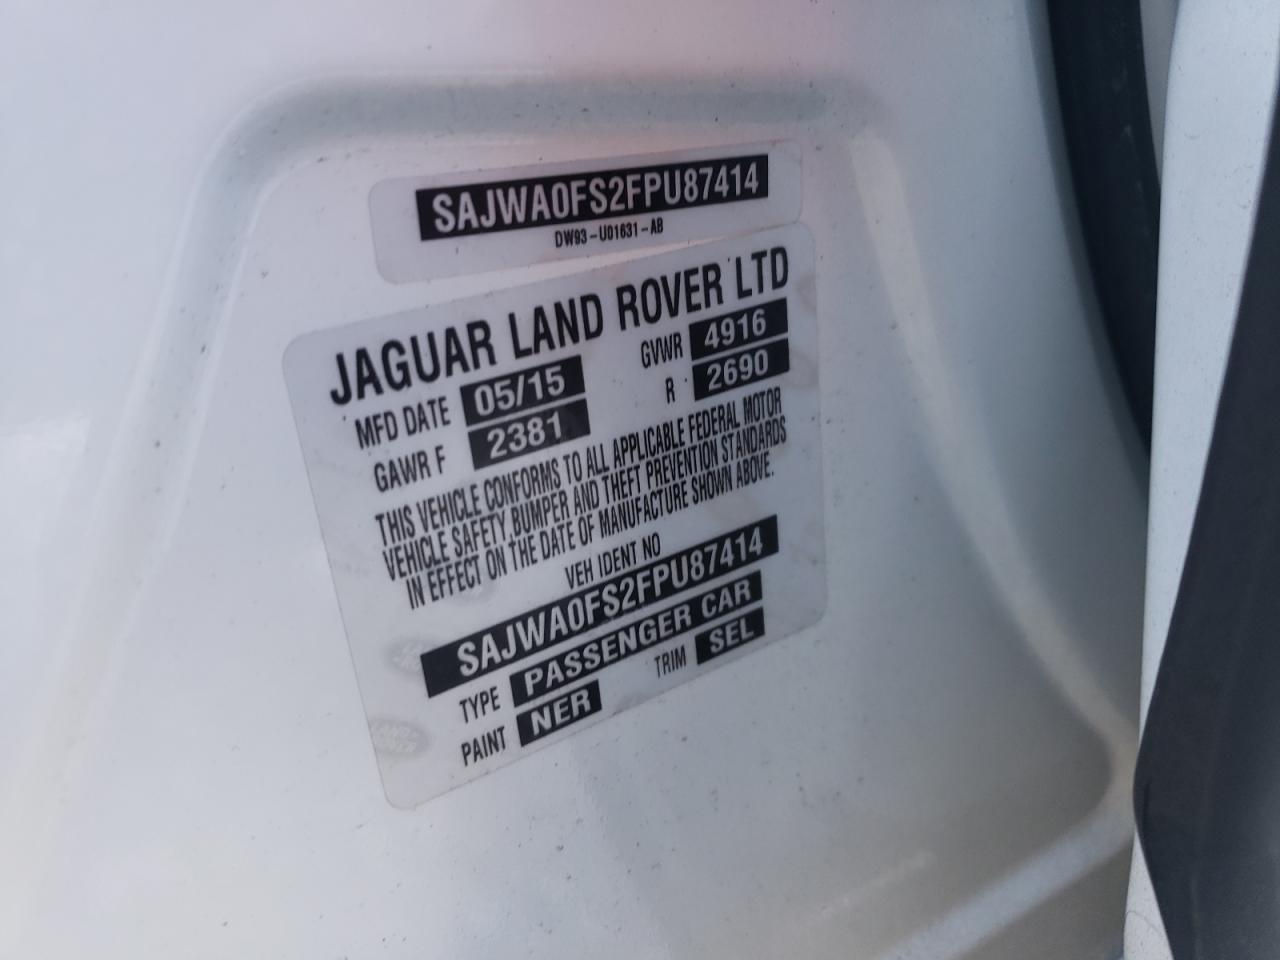 SAJWA0FS2FPU87414
DW93-U01631-AB
JAGUAR LAND ROVER LTD
MFD DATE 05/15 GVWR 4916
GAWR F 2381 R 2690
THIS VEHICLE CONFORMS TO ALL APPLICABLE FEDERAL MOTOR
VEHICLE SAFETY, BUMPER AND THEFT PREVENTION STANDARDS
IN EFFECT ON THE DATE OF MANUFACTURE SHOWN ABOVE.
VEH IDENT NO
SAJWA0FS2FPU87414
TYPE PASSENGER CAR
PAINT NER TRIM SEL